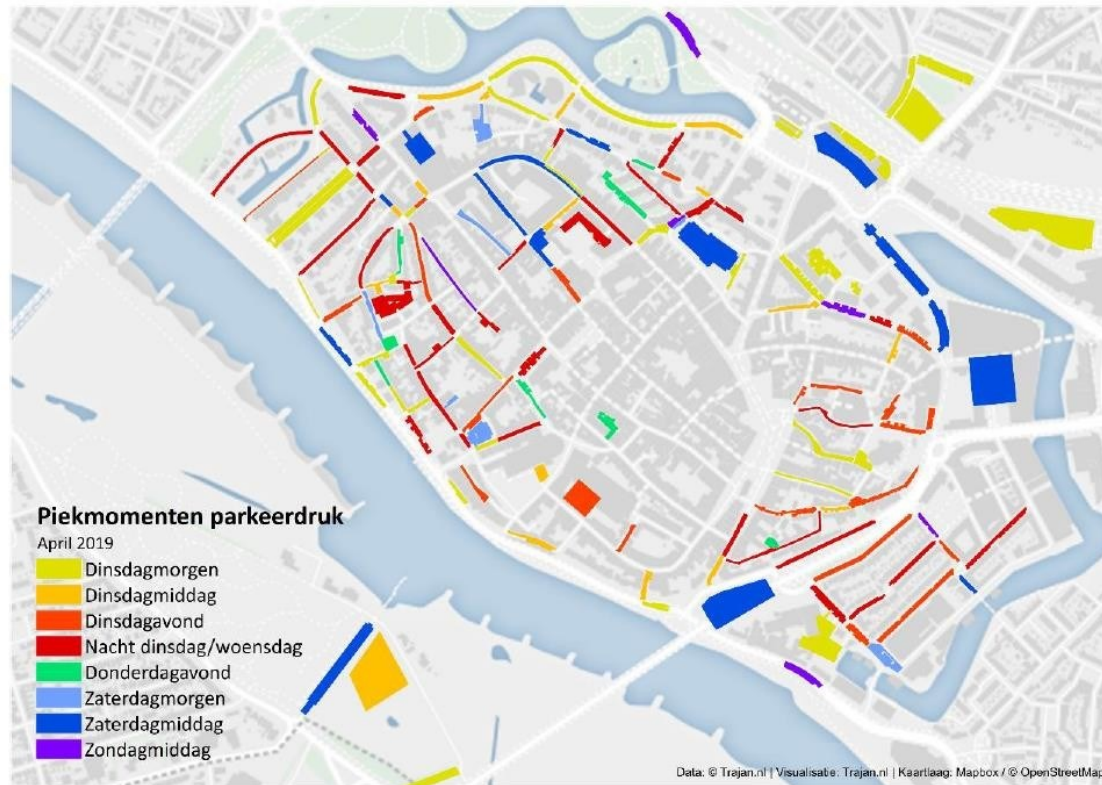 Piekmomenten parkeerdruk
April 2019
Dinsdagmorgen
Dinsdagmiddag
Dinsdagavond
Nacht dinsdag/woensdag
Donderdagavond
Zaterdagmorgen
Zaterdagmiddag
Zondagmiddag
Data: © Trajan.nl | Visualisatie: Trajan.nl | Kaartlaag: Mapbox / © OpenStreetMap